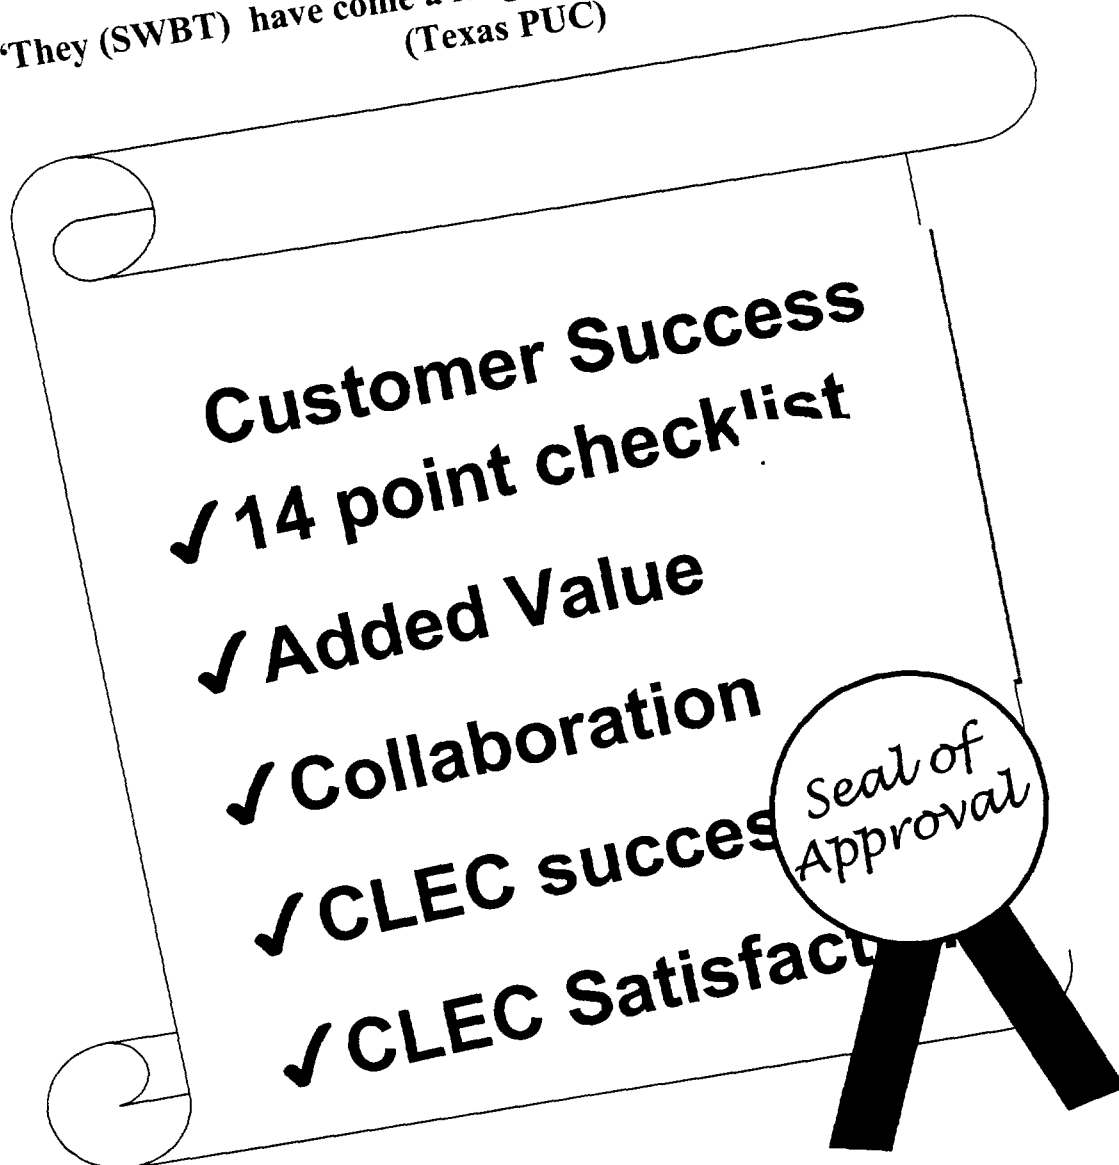 ‘They (SWBT) have come a
(Texas PUC)
Customer Success
✓14 point checklist
✓Added Value
✓Collaboration
✓CLEC succes
✓CLEC Satisfact
Seal of
Approval